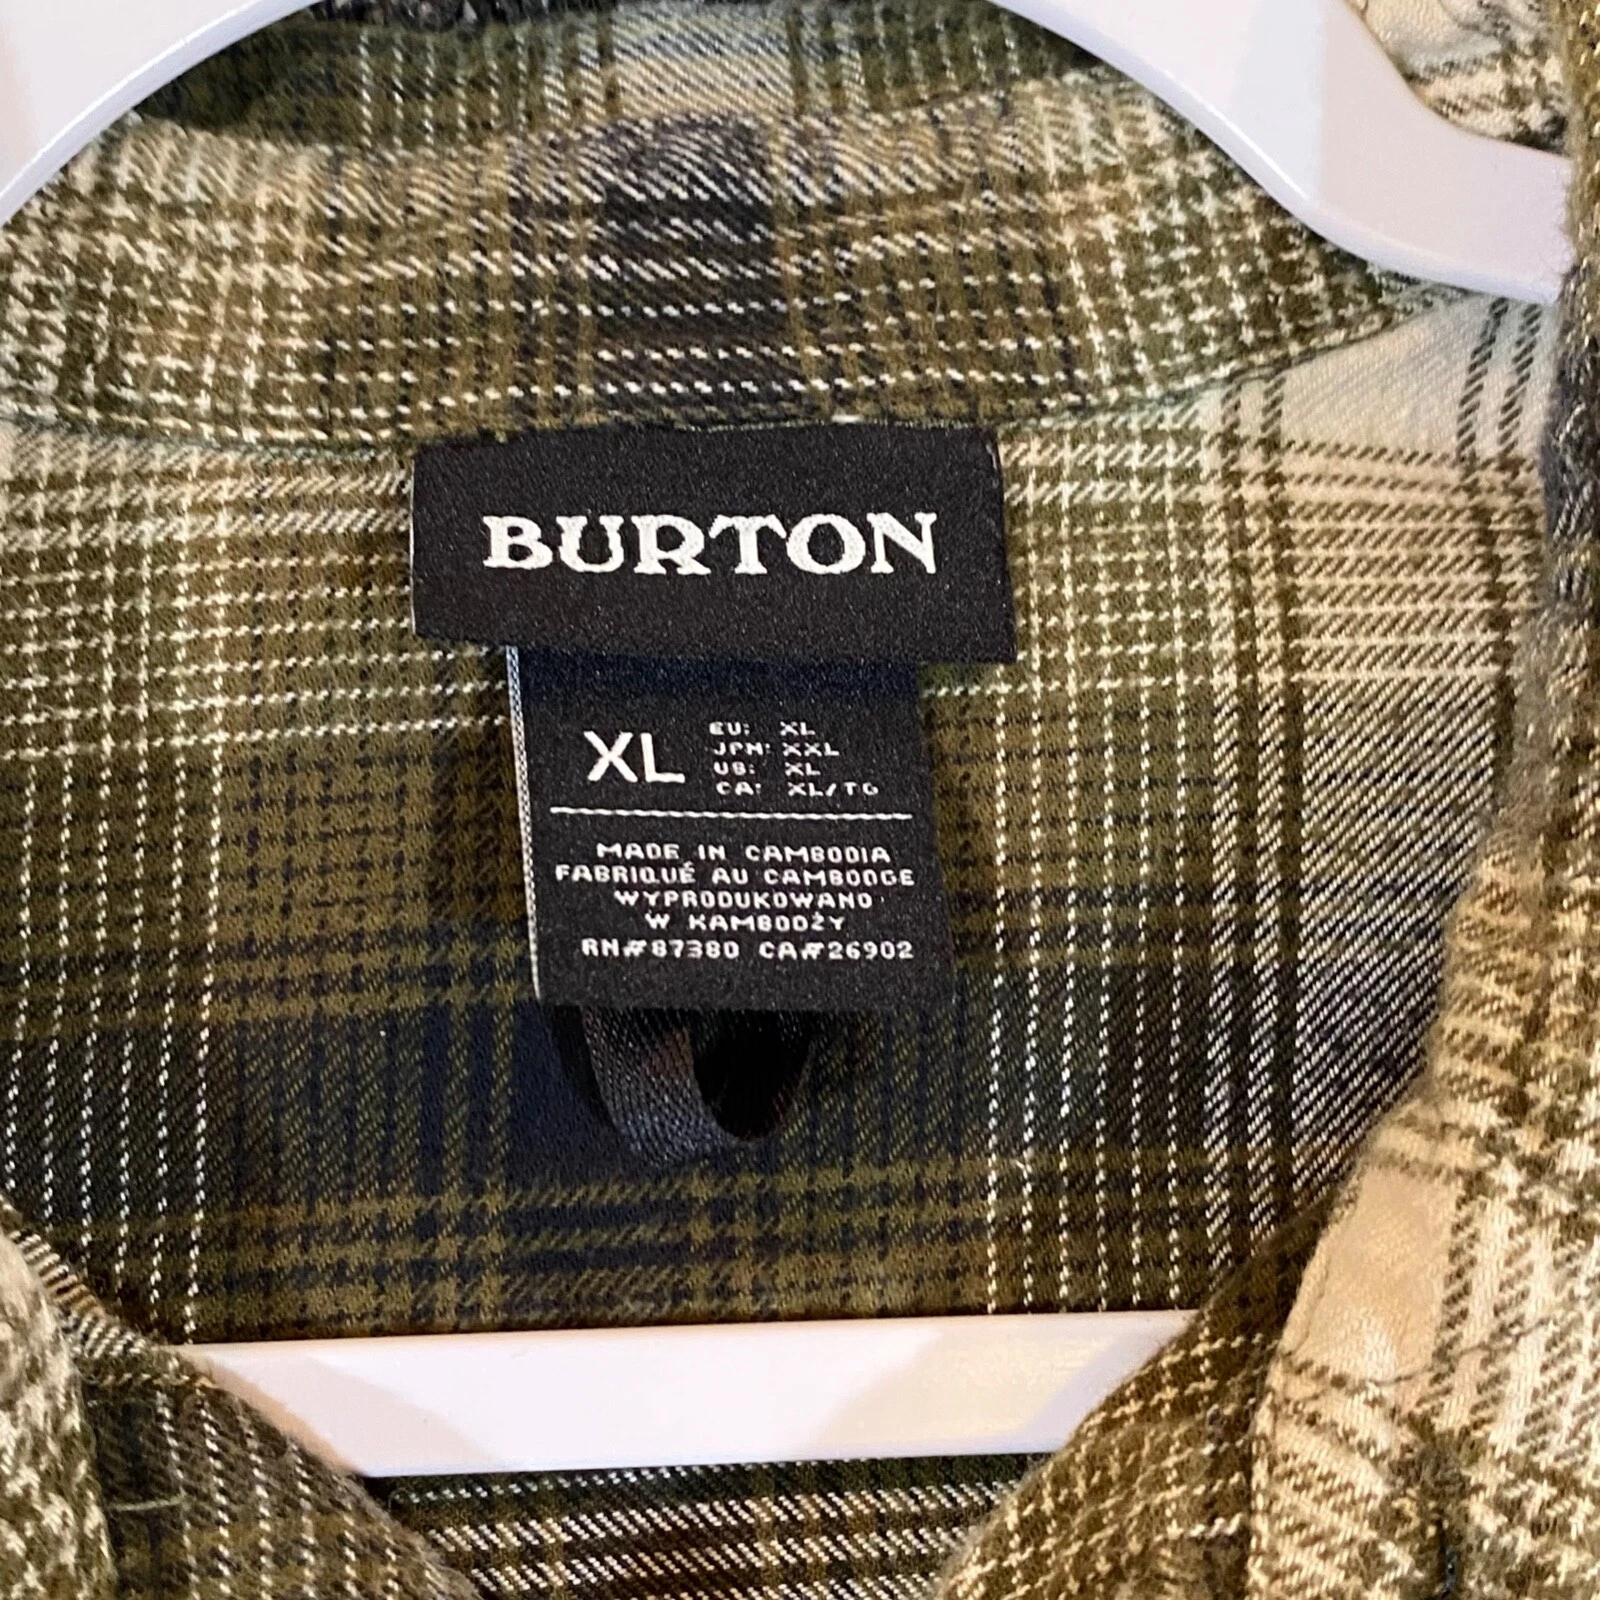 BURTON
XL
EU: XL
JPN: XXL
US: XL
CA: XL/TG
MADE IN CAMBODIA
FABRIQUÉ AU CAMBODGE
WYPRODUKOWANO
W KAMBODŻY
RN#87380 CA#26902